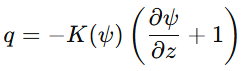 q = −K(ψ) (∂ψ/∂z + 1)